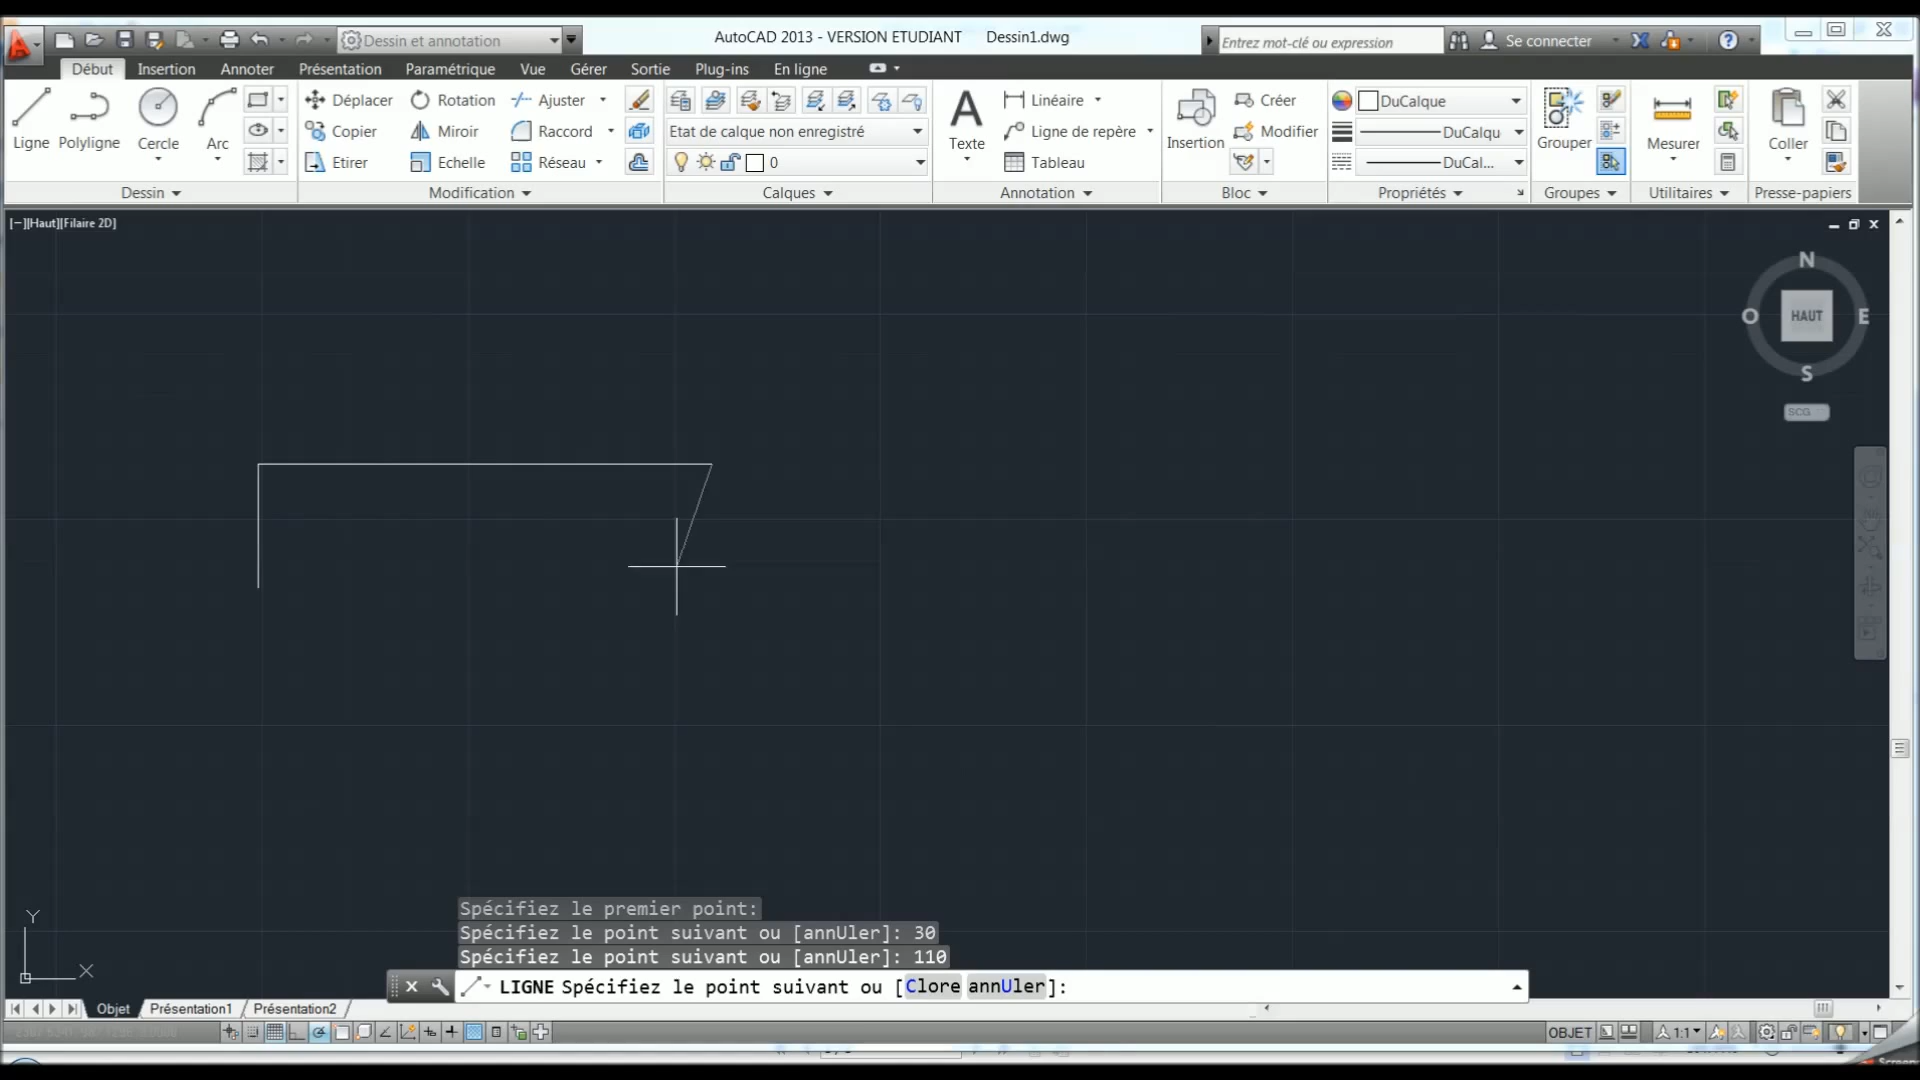 Dessin et annotation
AutoCAD 2013 - VERSION ETUDIANT Dessin1.dwg
Entrez mot-clé ou expression
Se connecter
Début Insertion Annoter Présentation Paramétrique Vue Gérer Sortie Plug-ins En ligne
Ligne Polyligne Cercle Arc
Déplacer Rotation Ajuster
Copier Miroir Raccord
Etirer Echelle Réseau
Etat de calque non enregistré
0
Texte
Linéaire
Ligne de repère
Tableau
Insertion
Créer
Modifier
DuCalque
DuCalqu
DuCal...
Grouper
Mesurer
Coller
Dessin Modification Calques Annotation Bloc Propriétés Groupes Utilitaires Presse-papiers
[−][Haut][Filaire 2D]
N
O HAUT E
S
SCG
Y
X
Spécifiez le premier point:
Spécifiez le point suivant ou [annUler]: 30
Spécifiez le point suivant ou [annUler]: 110
LIGNE Spécifiez le point suivant ou [Clore annUler]:
Objet Présentation1 Présentation2
OBJET 1:1